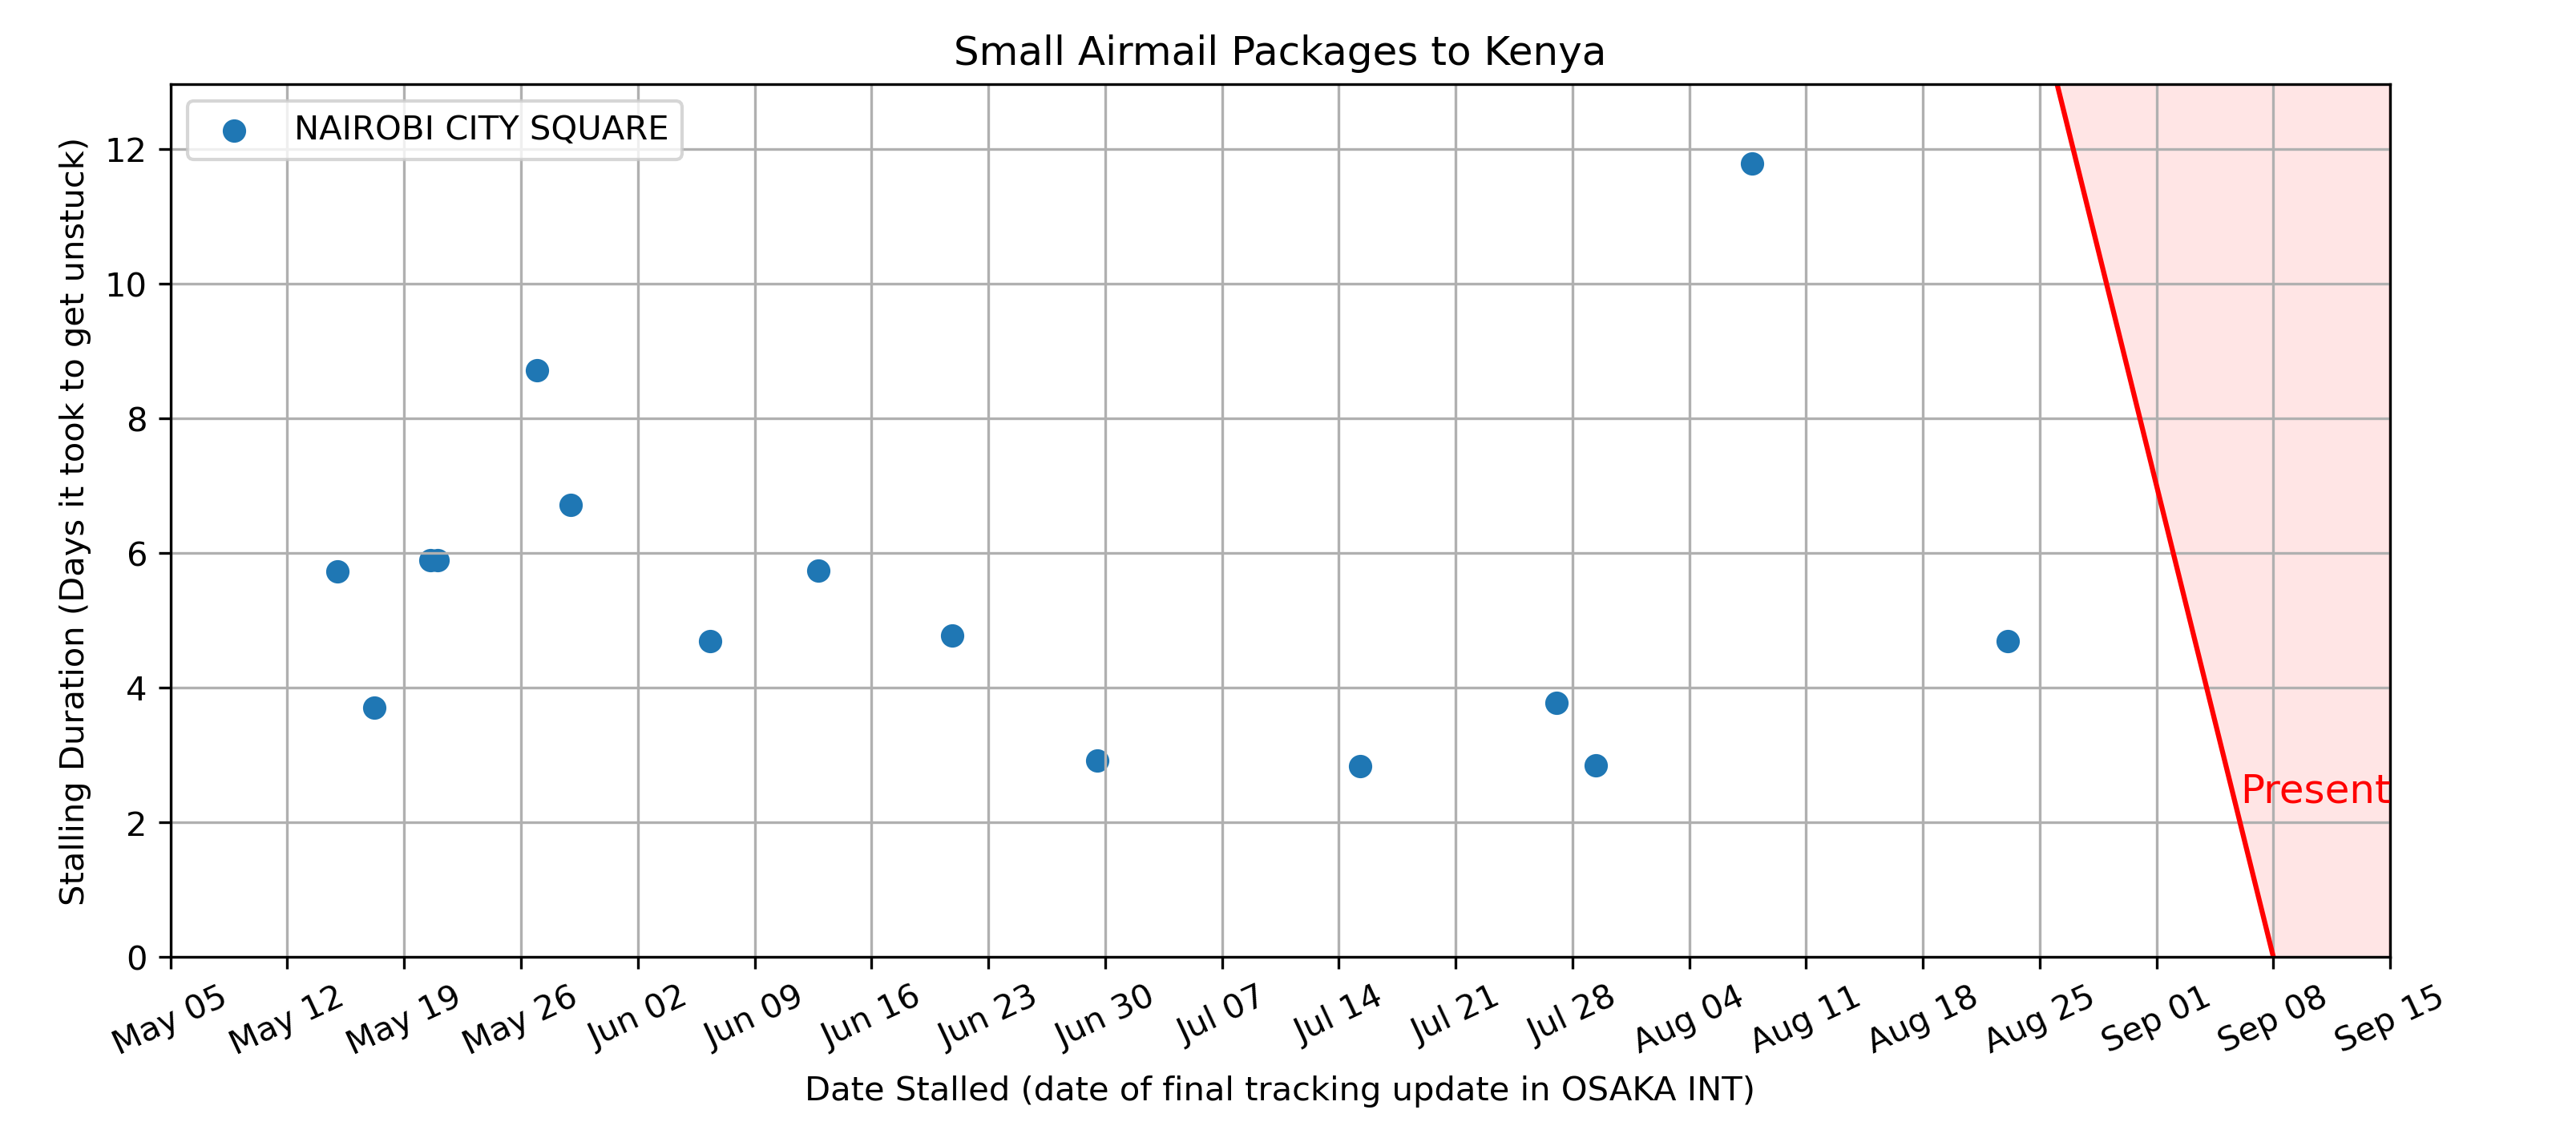 Small Airmail Packages to Kenya
NAIROBI CITY SQUARE
Stalling Duration (Days it took to get unstuck)
12
10
8
6
4
2
0
Present
May 05
May 12
May 19
May 26
Jun 02
Jun 09
Jun 16
Jun 23
Jun 30
Jul 07
Jul 14
Jul 21
Jul 28
Aug 04
Aug 11
Aug 18
Aug 25
Sep 01
Sep 08
Sep 15
Date Stalled (date of final tracking update in OSAKA INT)